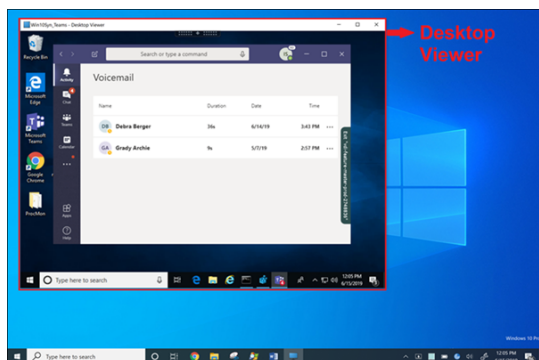 Win10Syn_Teams - Desktop Viewer
Desktop
Viewer
Recycle Bin
Search or type a command
Microsoft
Edge
Activity
Voicemail
Chat
Name Duration Date Time
Teams
DB Debra Berger 38s 6/14/19 3:43 PM
Microsoft
Teams
Calendar
GA Grady Archie 9s 5/7/19 2:57 PM
Google
Chrome
ProcMon
Apps
Help
Type here to search
12:05 PM
6/15/2019
Windows 10 Pro
Type here to search
12:05 PM